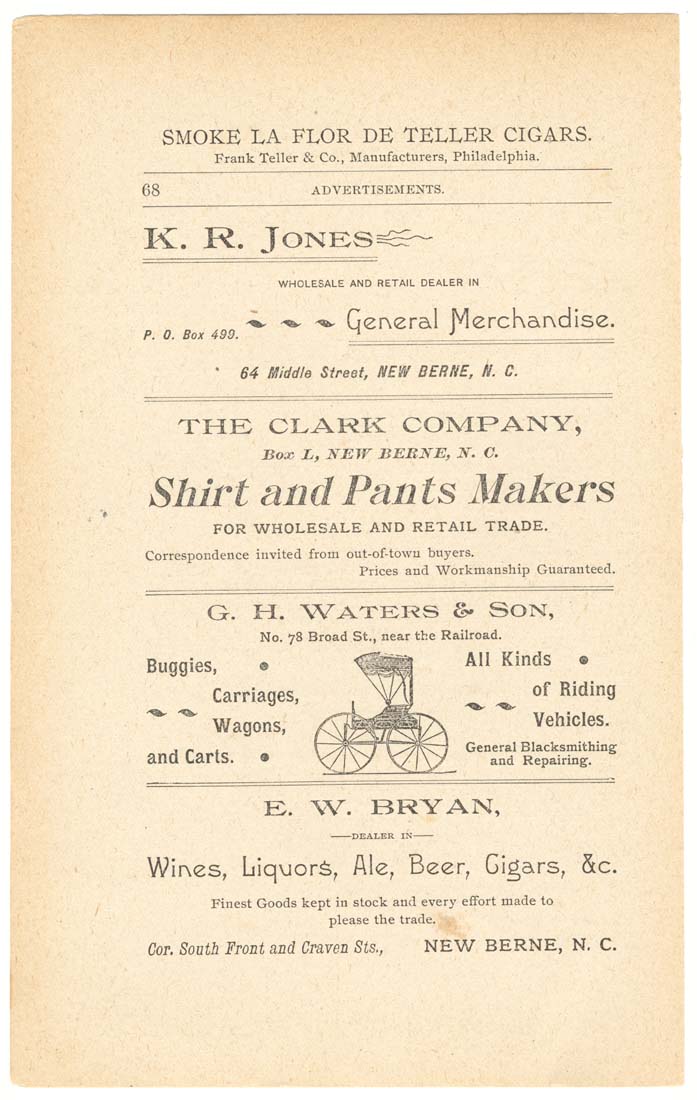 SMOKE LA FLOR DE TELLER CIGARS.
Frank Teller & Co., Manufacturers, Philadelphia.
68 ADVERTISEMENTS.
K. R. JONES
WHOLESALE AND RETAIL DEALER IN
P. O. Box 499. General Merchandise.
64 Middle Street, NEW BERNE, N. C.
THE CLARK COMPANY,
Box L, NEW BERNE, N. C.
Shirt and Pants Makers
FOR WHOLESALE AND RETAIL TRADE.
Correspondence invited from out-of-town buyers.
Prices and Workmanship Guaranteed.
G. H. WATERS & SON,
No. 78 Broad St., near the Railroad.
Buggies,
Carriages,
Wagons,
and Carts.
All Kinds
of Riding
Vehicles.
General Blacksmithing
and Repairing.
E. W. BRYAN,
—DEALER IN—
Wines, Liquors, Ale, Beer, Cigars, &c.
Finest Goods kept in stock and every effort made to
please the trade.
Cor. South Front and Craven Sts., NEW BERNE, N. C.